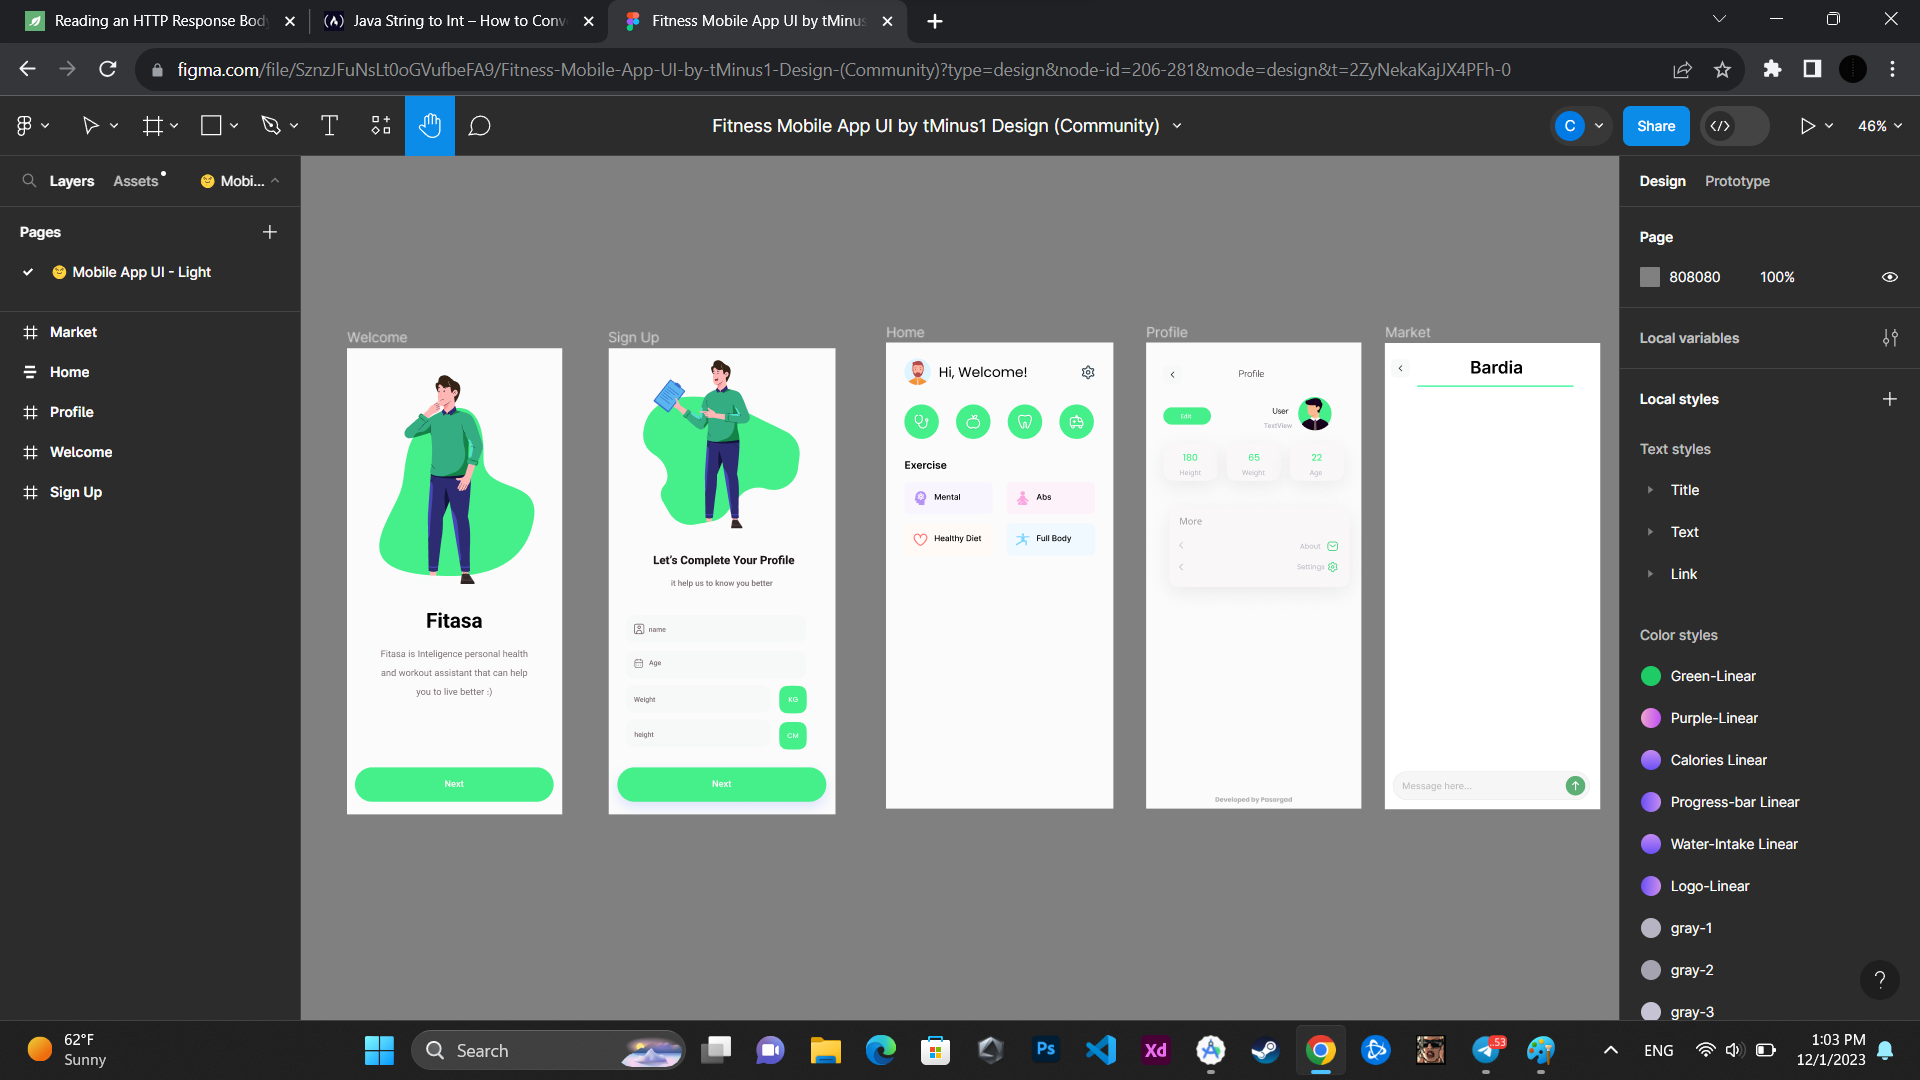 Reading an HTTP Response Body
Java String to Int – How to Conv
Fitness Mobile App UI by tMinus
figma.com/file/SznzJFuNsLt0oGVufbeFA9/Fitness-Mobile-App-UI-by-tMinus1-Design-(Community)?type=design&node-id=206-281&mode=design&t=2ZyNekaKajJX4PFh-0
Fitness Mobile App UI by tMinus1 Design (Community)
C
Share
46%
Layers
Assets
Mobi...
Pages
Mobile App UI - Light
Market
Home
Profile
Welcome
Sign Up
Welcome
Fitasa
Fitasa is Inteligence personal health
and workout assistant that can help
you to live better :)
Next
Sign Up
Let's Complete Your Profile
it help us to know you better
name
Age
Weight
KG
height
CM
Next
Home
Hi, Welcome!
Exercise
Mental
Abs
Healthy Diet
Full Body
Profile
Profile
Edit
User
TextView
180
65
22
Height
Weight
Age
More
About
Settings
Developed by Pasargad
Market
Bardia
Message here...
Design
Prototype
Page
808080
100%
Local variables
Local styles
Text styles
Title
Text
Link
Color styles
Green-Linear
Purple-Linear
Calories Linear
Progress-bar Linear
Water-Intake Linear
Logo-Linear
gray-1
gray-2
gray-3
?
62°F
Sunny
Search
Ps
Xd
..53
ENG
1:03 PM
12/1/2023